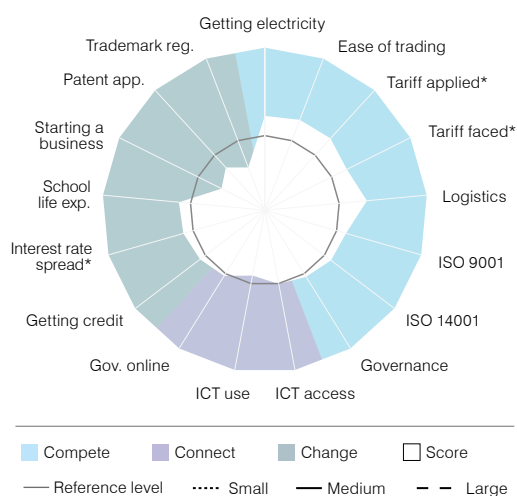 Getting electricity
Trademark reg.
Ease of trading
Patent app.
Tariff applied*
Starting a
business
Tariff faced*
School
life exp.
Logistics
Interest rate
spread*
ISO 9001
Getting credit
ISO 14001
Gov. online
Governance
ICT use
ICT access
Compete
Connect
Change
Score
Reference level
Small
Medium
Large